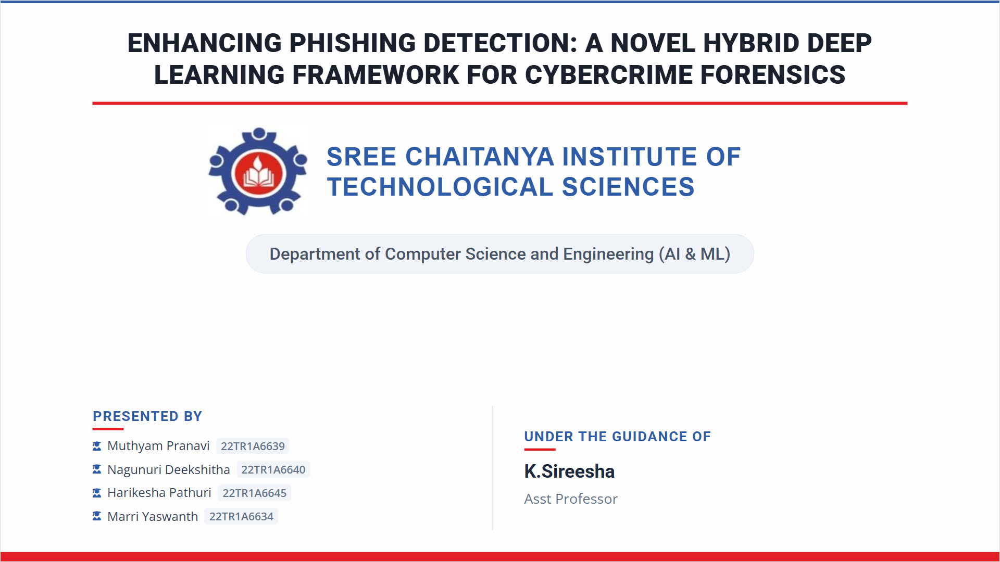 ENHANCING PHISHING DETECTION: A NOVEL HYBRID DEEP
LEARNING FRAMEWORK FOR CYBERCRIME FORENSICS
SREE CHAITANYA INSTITUTE OF
TECHNOLOGICAL SCIENCES
Department of Computer Science and Engineering (AI & ML)
PRESENTED BY
Muthyam Pranavi 22TR1A6639
Nagunuri Deekshitha 22TR1A6640
Harikesha Pathuri 22TR1A6645
Marri Yaswanth 22TR1A6634
UNDER THE GUIDANCE OF
K.Sireesha
Asst Professor